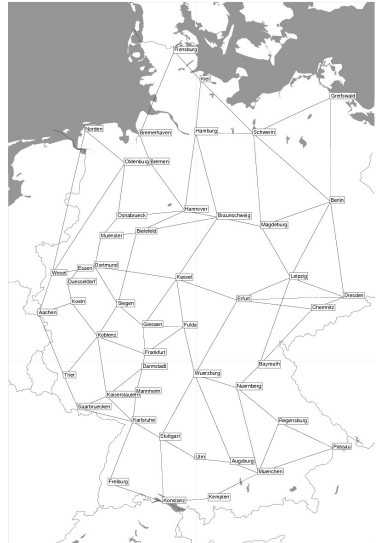 Flensburg
Kiel
Greifswald
Norden
Bremerhaven
Hamburg
Schwerin
Oldenburg
Bremen
Berlin
Hannover
Osnabrueck
Braunschweig
Magdeburg
Muenster
Bielefeld
Dortmund
Essen
Wesel
Kassel
Leipzig
Duesseldorf
Dresden
Erfurt
Koeln
Siegen
Chemnitz
Aachen
Giessen
Fulda
Koblenz
Frankfurt
Darmstadt
Bayreuth
Trier
Wuerzburg
Nuernberg
Mannheim
Kaiserslautern
Saarbruecken
Karlsruhe
Regensburg
Stuttgart
Passau
Ulm
Augsburg
Muenchen
Freiburg
Kempten
Konstanz